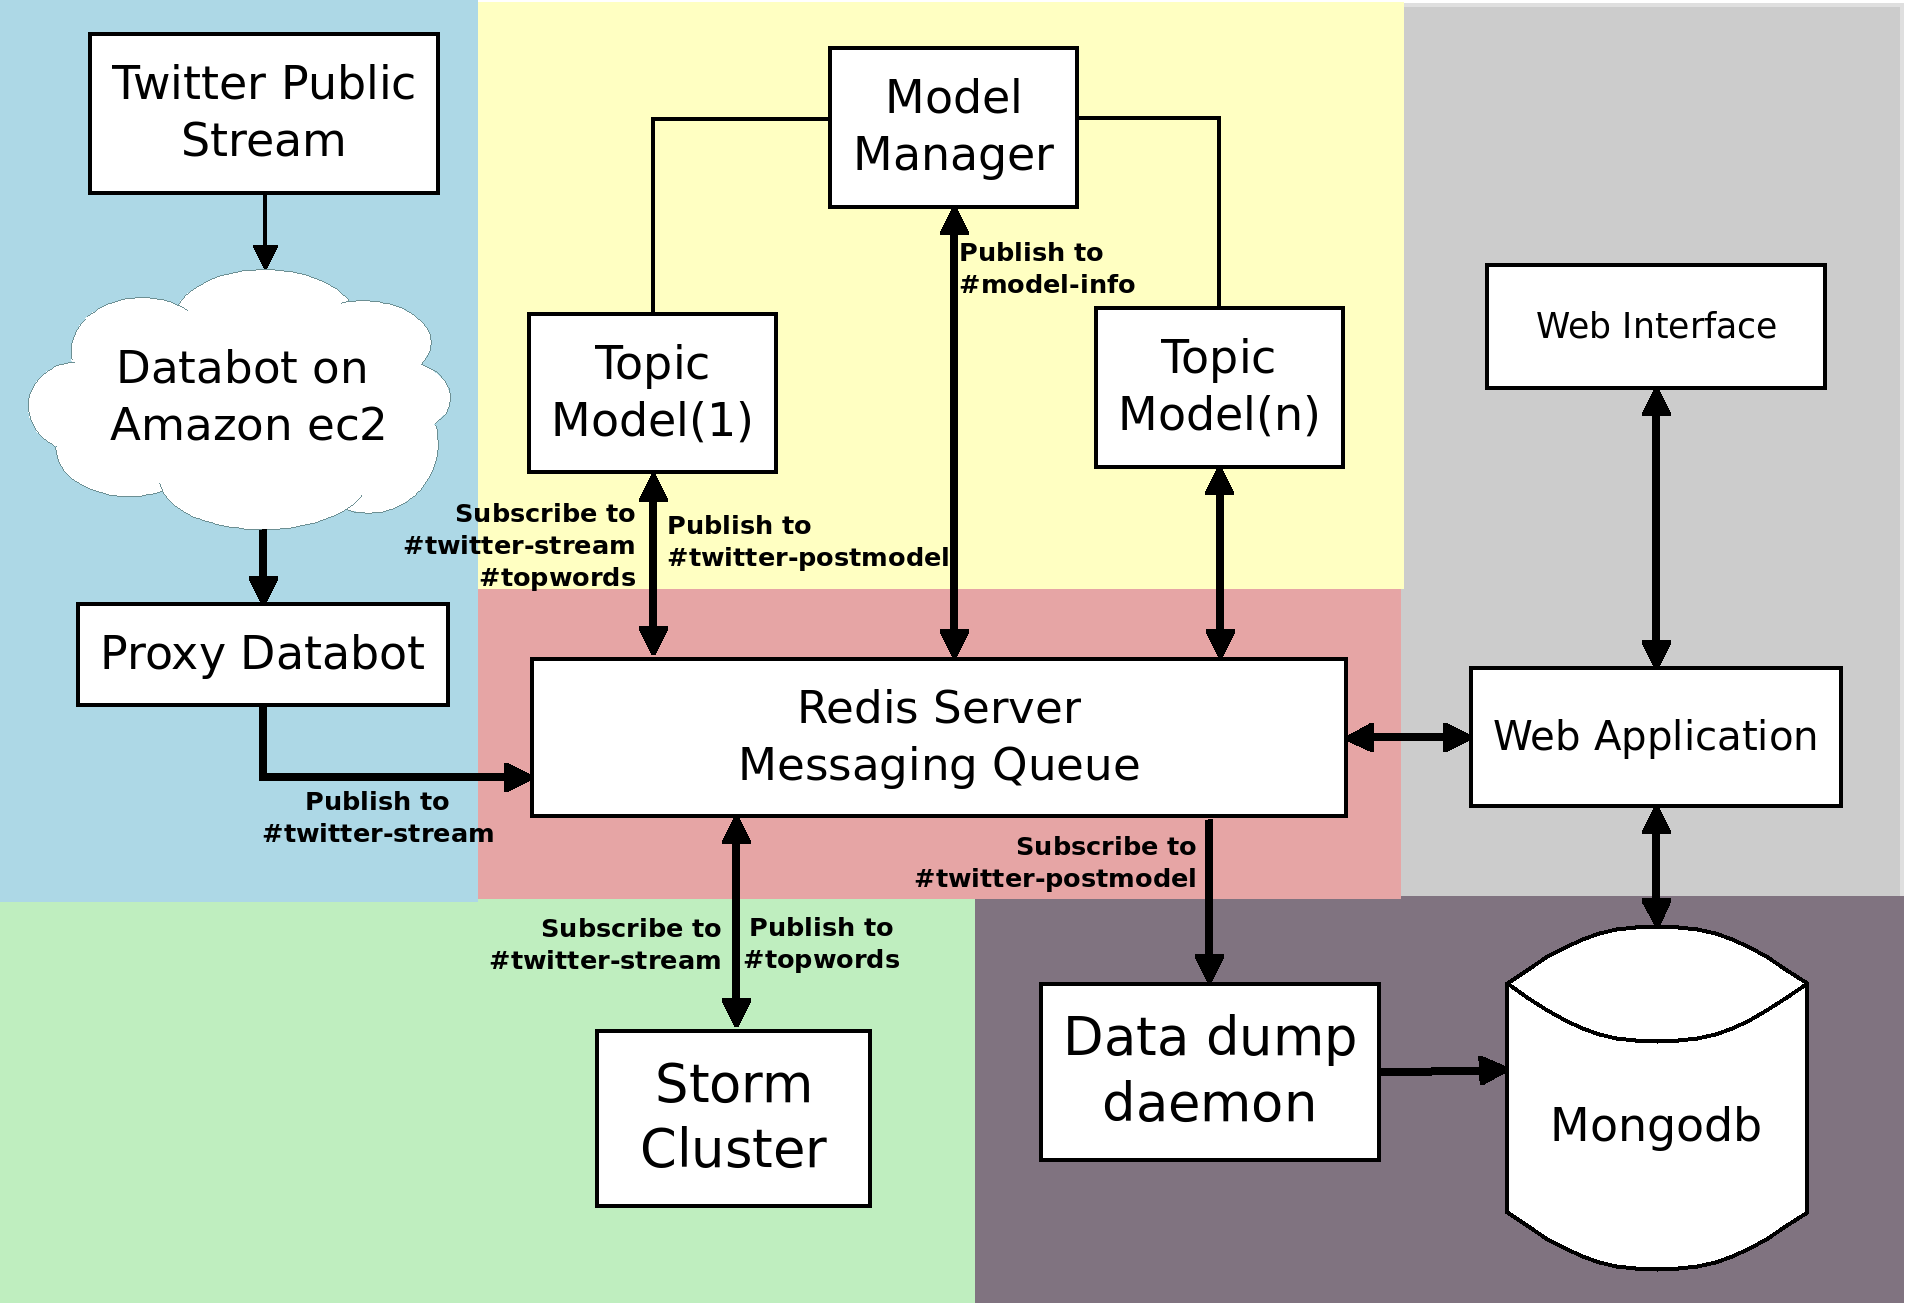 Twitter Public
Stream
Databot on
Amazon ec2
Proxy Databot
Publish to
#twitter-stream
Model
Manager
Publish to
#model-info
Topic
Model(1)
Topic
Model(n)
Subscribe to
#twitter-stream
#topwords
Publish to
#twitter-postmodel
Redis Server
Messaging Queue
Web Interface
Web Application
Subscribe to
#twitter-postmodel
Subscribe to
#twitter-stream
Publish to
#topwords
Storm
Cluster
Data dump
daemon
Mongodb